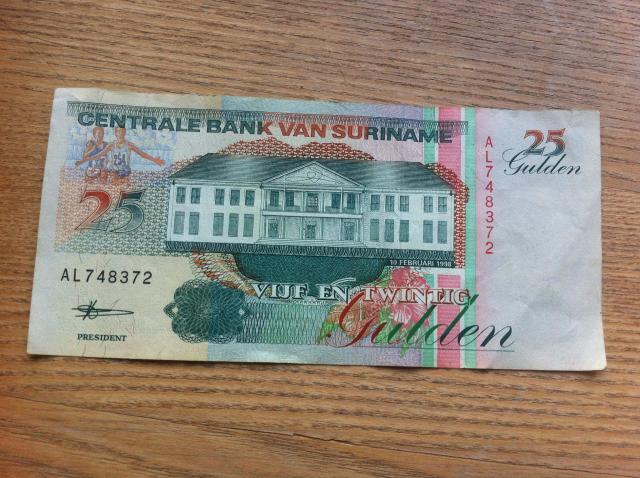 CENTRALE BANK VAN SURINAME
25
Gulden
AL748372
25
10 FEBRUARI 1998
AL748372
VIJF EN TWINTIG
Gulden
PRESIDENT